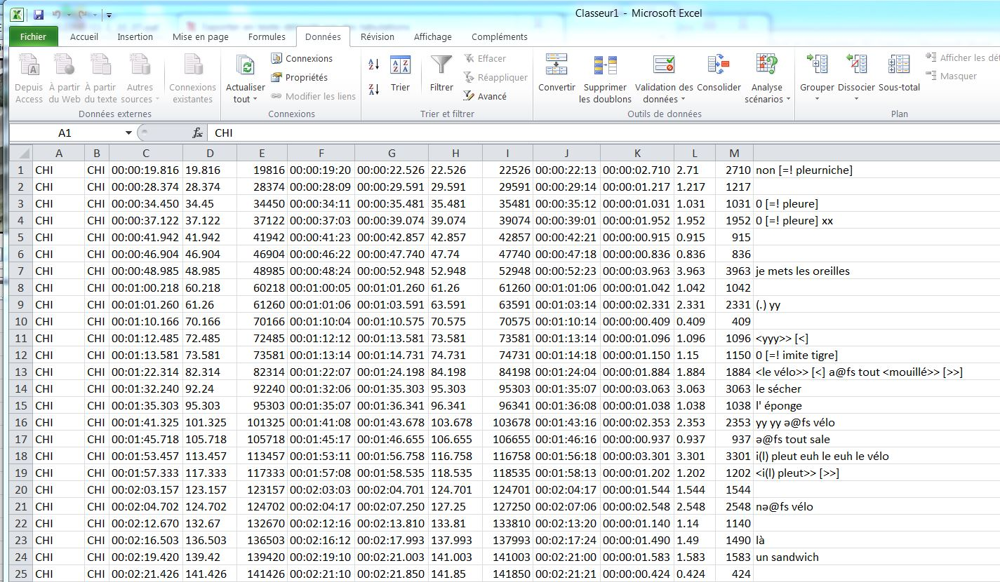 Classeur1 - Microsoft Excel
Fichier Accueil Insertion Mise en page Formules Données Révision Affichage Compléments
Depuis Access
À partir du Web
À partir du texte
Autres sources
Connexions existantes
Données externes
Actualiser tout
Connexions
Propriétés
Modifier les liens
Connexions
Trier
Filtrer
Effacer
Réappliquer
Avancé
Trier et filtrer
Convertir
Supprimer les doublons
Validation des données
Consolider
Analyse scénarios
Outils de données
Grouper
Dissocier
Sous-total
Afficher les dét
Masquer
Plan
A1 fx CHI
A B C D E F G H I J K L M
1 CHI CHI 00:00:19.816 19.816 19816 00:00:19:20 00:00:22.526 22.526 22526 00:00:22:13 00:00:02.710 2.71 2710 non [=! pleurniche]
2 CHI CHI 00:00:28.374 28.374 28374 00:00:28:09 00:00:29.591 29.591 29591 00:00:29:14 00:00:01.217 1.217 1217
3 CHI CHI 00:00:34.450 34.45 34450 00:00:34:11 00:00:35.481 35.481 35481 00:00:35:12 00:00:01.031 1.031 1031 0 [=! pleure]
4 CHI CHI 00:00:37.122 37.122 37122 00:00:37:03 00:00:39.074 39.074 39074 00:00:39:01 00:00:01.952 1.952 1952 0 [=! pleure] xx
5 CHI CHI 00:00:41.942 41.942 41942 00:00:41:23 00:00:42.857 42.857 42857 00:00:42:21 00:00:00.915 0.915 915
6 CHI CHI 00:00:46.904 46.904 46904 00:00:46:22 00:00:47.740 47.74 47740 00:00:47:18 00:00:00.836 0.836 836
7 CHI CHI 00:00:48.985 48.985 48985 00:00:48:24 00:00:52.948 52.948 52948 00:00:52:23 00:00:03.963 3.963 3963 je mets les oreilles
8 CHI CHI 00:01:00.218 60.218 60218 00:01:00:05 00:01:01.260 61.26 61260 00:01:01:06 00:00:01.042 1.042 1042
9 CHI CHI 00:01:01.260 61.26 61260 00:01:01:06 00:01:03.591 63.591 63591 00:01:03:14 00:00:02.331 2.331 2331 (.) yy
10 CHI CHI 00:01:10.166 70.166 70166 00:01:10:04 00:01:10.575 70.575 70575 00:01:10:14 00:00:00.409 0.409 409
11 CHI CHI 00:01:12.485 72.485 72485 00:01:12:12 00:01:13.581 73.581 73581 00:01:13:14 00:00:01.096 1.096 1096 <yyy>> [<]
12 CHI CHI 00:01:13.581 73.581 73581 00:01:13:14 00:01:14.731 74.731 74731 00:01:14:18 00:00:01.150 1.15 1150 0 [=! imite tigre]
13 CHI CHI 00:01:22.314 82.314 82314 00:01:22:07 00:01:24.198 84.198 84198 00:01:24:04 00:00:01.884 1.884 1884 <le vélo>> [<] a@fs tout <mouillé>> [>>]
14 CHI CHI 00:01:32.240 92.24 92240 00:01:32:06 00:01:35.303 95.303 95303 00:01:35:07 00:00:03.063 3.063 3063 le sécher
15 CHI CHI 00:01:35.303 95.303 95303 00:01:35:07 00:01:36.341 96.341 96341 00:01:36:08 00:00:01.038 1.038 1038 l' éponge
16 CHI CHI 00:01:41.325 101.325 101325 00:01:41:08 00:01:43.678 103.678 103678 00:01:43:16 00:00:02.353 2.353 2353 yy yy ə@fs vélo
17 CHI CHI 00:01:45.718 105.718 105718 00:01:45:17 00:01:46.655 106.655 106655 00:01:46:16 00:00:00.937 0.937 937 ə@fs tout sale
18 CHI CHI 00:01:53.457 113.457 113457 00:01:53:11 00:01:56.758 116.758 116758 00:01:56:18 00:00:03.301 3.301 3301 i(l) pleut euh le euh le vélo
19 CHI CHI 00:01:57.333 117.333 117333 00:01:57:08 00:01:58.535 118.535 118535 00:01:58:13 00:00:01.202 1.202 1202 <i(l) pleut>> [>>]
20 CHI CHI 00:02:03.157 123.157 123157 00:02:03:03 00:02:04.701 124.701 124701 00:02:04:17 00:00:01.544 1.544 1544
21 CHI CHI 00:02:04.702 124.702 124702 00:02:04:17 00:02:07.250 127.25 127250 00:02:07:06 00:00:02.548 2.548 2548 nə@fs vélo
22 CHI CHI 00:02:12.670 132.67 132670 00:02:12:16 00:02:13.810 133.81 133810 00:02:13:20 00:00:01.140 1.14 1140
23 CHI CHI 00:02:16.503 136.503 136503 00:02:16:12 00:02:17.993 137.993 137993 00:02:17:24 00:00:01.490 1.49 1490 là
24 CHI CHI 00:02:19.420 139.42 139420 00:02:19:10 00:02:21.003 141.003 141003 00:02:21:00 00:00:01.583 1.583 1583 un sandwich
25 CHI CHI 00:02:21.426 141.426 141426 00:02:21:10 00:02:21.850 141.85 141850 00:02:21:21 00:00:00.424 0.424 424